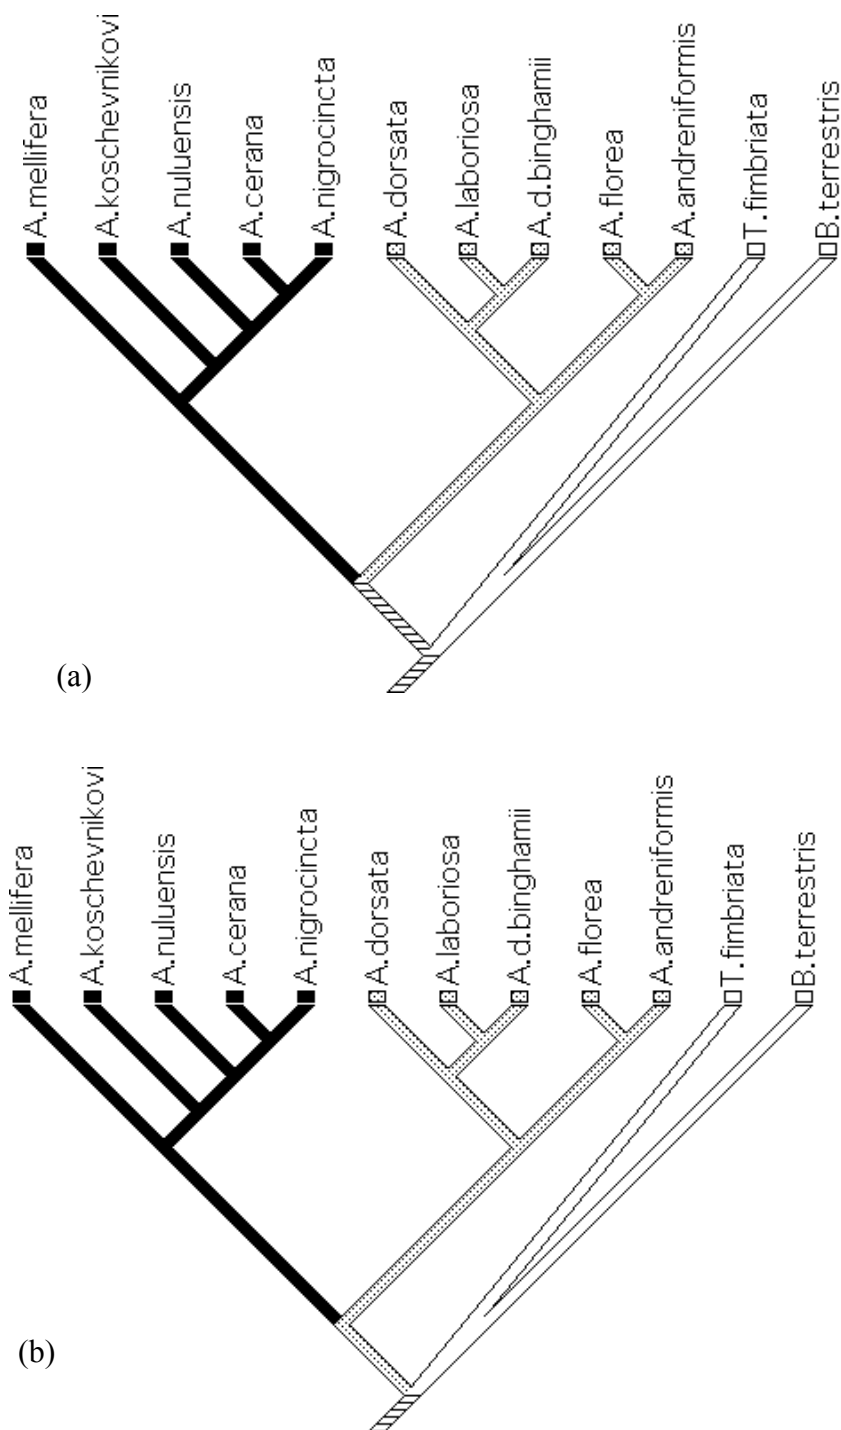 A.mellifera
A.koschevnikovi
A.nuluensis
A.cerana
A.nigrocincta
A.dorsata
A.laboriosa
A.d.binghamii
A.florea
A.andreniformis
T.fimbriata
B.terrestris
(a)
A.mellifera
A.koschevnikovi
A.nuluensis
A.cerana
A.nigrocincta
A.dorsata
A.laboriosa
A.d.binghamii
A.florea
A.andreniformis
T.fimbriata
B.terrestris
(b)